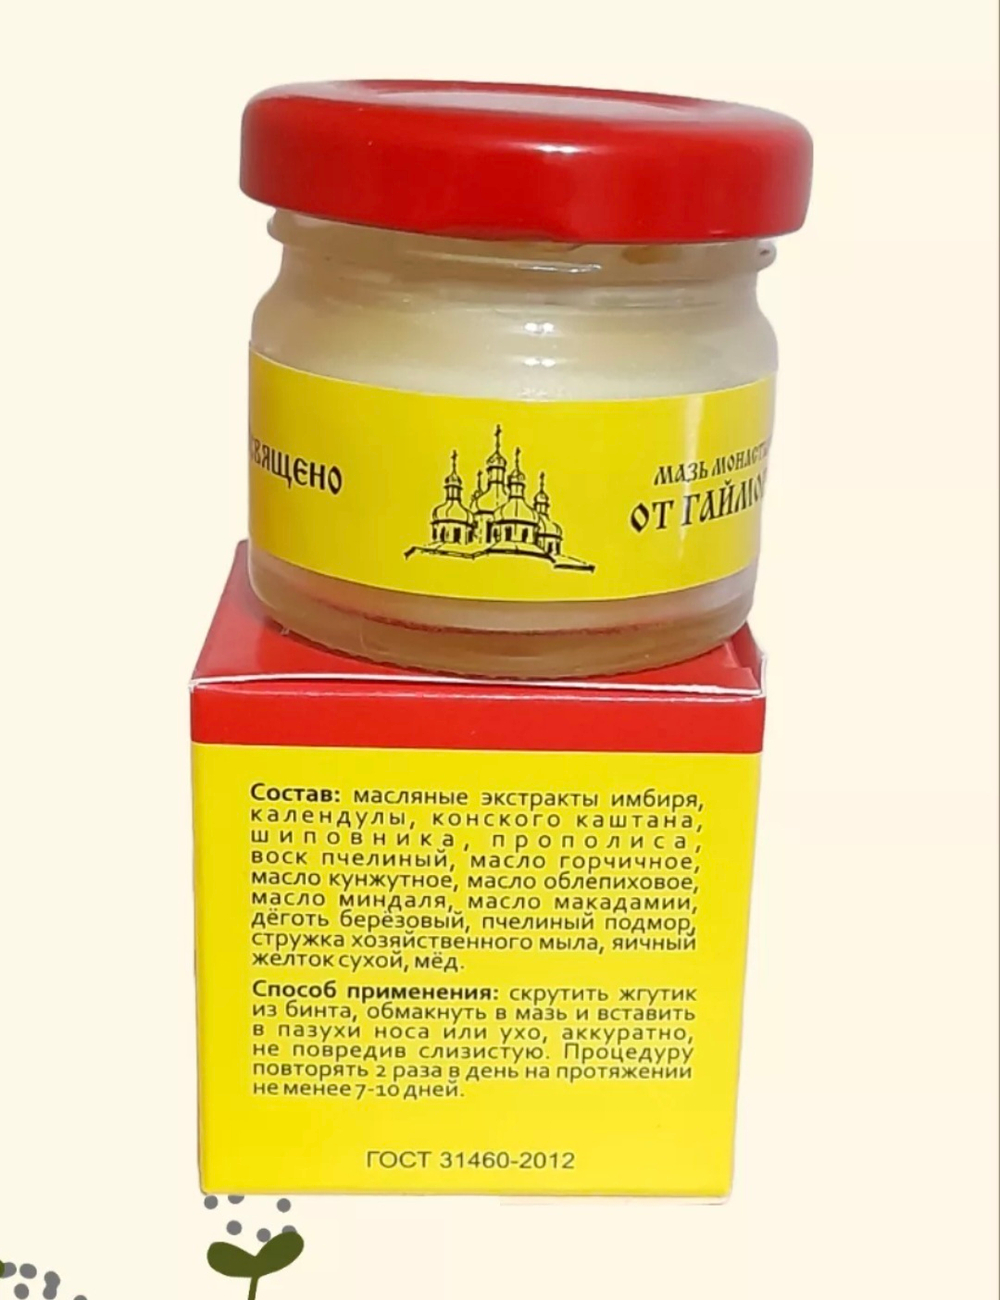 СВЯЩЕНО
МАЗЬ
ОТ
Состав: масляные экстракты имбиря,
календулы, конского каштана,
шиповника, прополиса,
воск пчелиный, масло горчичное,
масло кунжутное, масло облепиховое,
масло миндаля, масло макадамии,
дёготь берёзовый, пчелиный подмор,
стружка хозяйственного мыла, яичный
желток сухой, мёд.
Способ применения: скрутить жгутик
из бинта, обмакнуть в мазь и вставить
в пазухи носа или ухо, аккуратно,
не повредив слизистую. Процедуру
повторять 2 раза в день на протяжении
не менее 7-10 дней.
ГОСТ 31460-2012